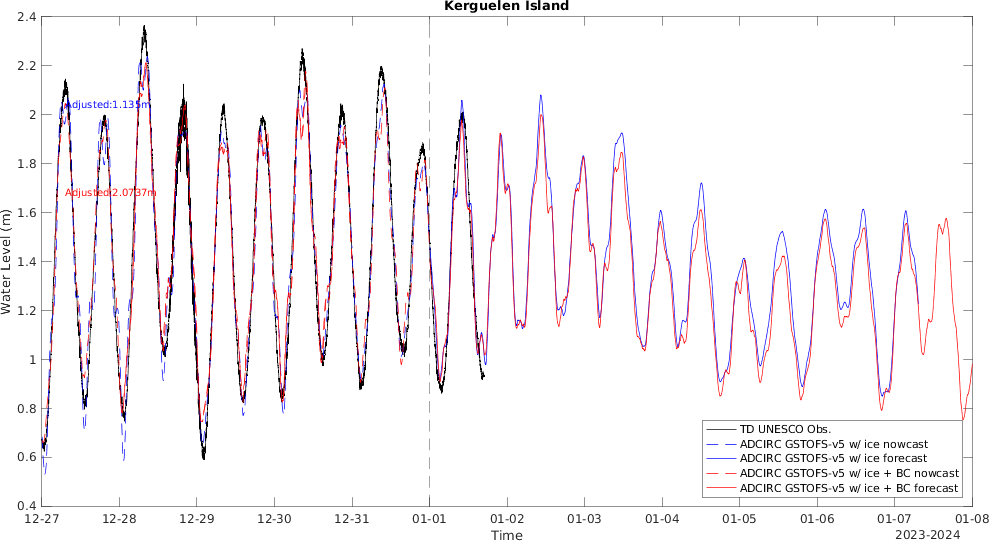 Kerguelen Island
Water Level (m)
2.4
2.2
2
1.8
1.6
1.4
1.2
1
0.8
0.6
0.4
Adjusted:1.135m
Adjusted:2.0737m
TD UNESCO Obs.
ADCIRC GSTOFS-v5 w/ ice nowcast
ADCIRC GSTOFS-v5 w/ ice forecast
ADCIRC GSTOFS-v5 w/ ice + BC nowcast
ADCIRC GSTOFS-v5 w/ ice + BC forecast
12-27 12-28 12-29 12-30 12-31 01-01 01-02 01-03 01-04 01-05 01-06 01-07 01-08
Time
2023-2024